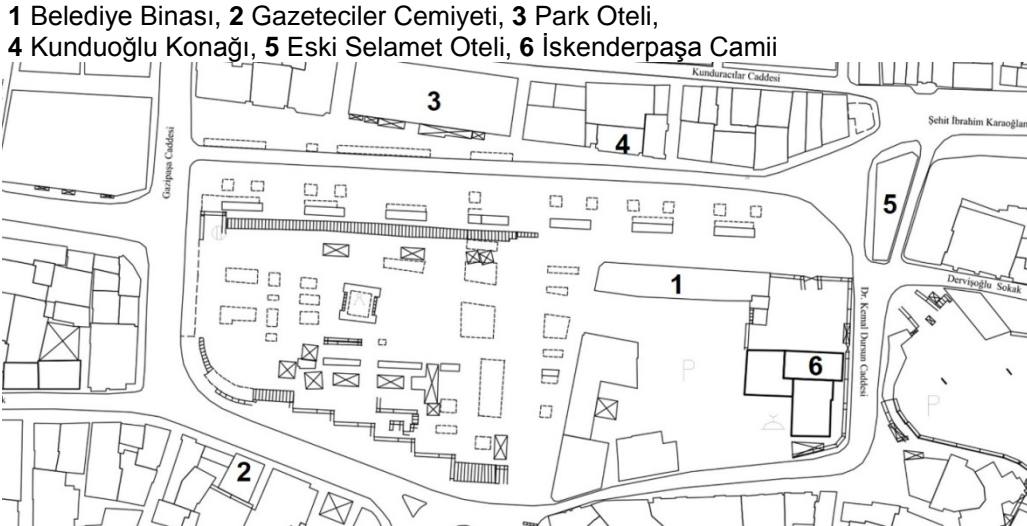 1 Belediye Binası, 2 Gazeteciler Cemiyeti, 3 Park Oteli,
4 Kunduoğlu Konağı, 5 Eski Selamet Oteli, 6 İskenderpaşa Camii
Kunduracılar Caddesi
3
Şehit İbrahim Karaoğlan
4
Gazipaşa Caddesi
5
1
Dervişoğlu Sokak
Dr. Kemal Dursun Caddesi
6
P
P
2